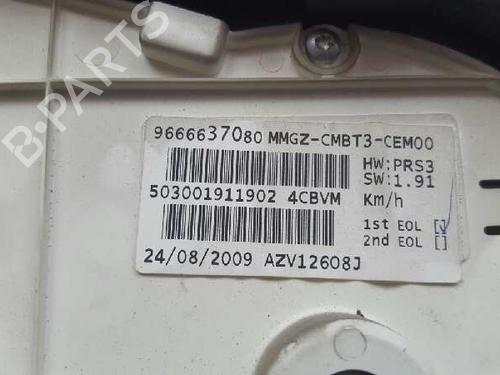 B-PARTS
9666637080 MMGZ-CMBT3-CEM00
HW:PRS3
SW:1.91
503001911902 4CBVM Km/h
1st EOL []
2nd EOL []
24/08/2009 AZV12608J